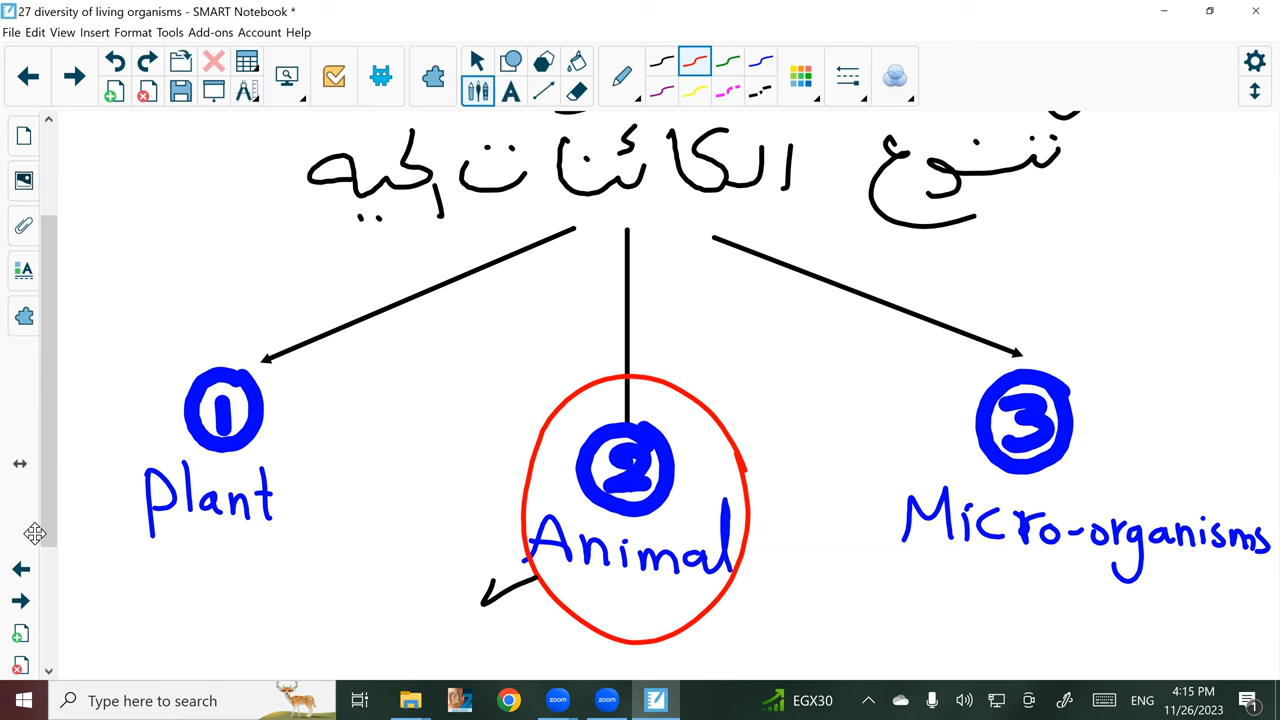 27 diversity of living organisms - SMART Notebook *
File Edit View Insert Format Tools Add-ons Account Help
تنوع الكائنات الحيه
1
2
3
Plant
Animal
Micro-organisms
Type here to search
EGX30
ENG
4:15 PM
11/26/2023
1